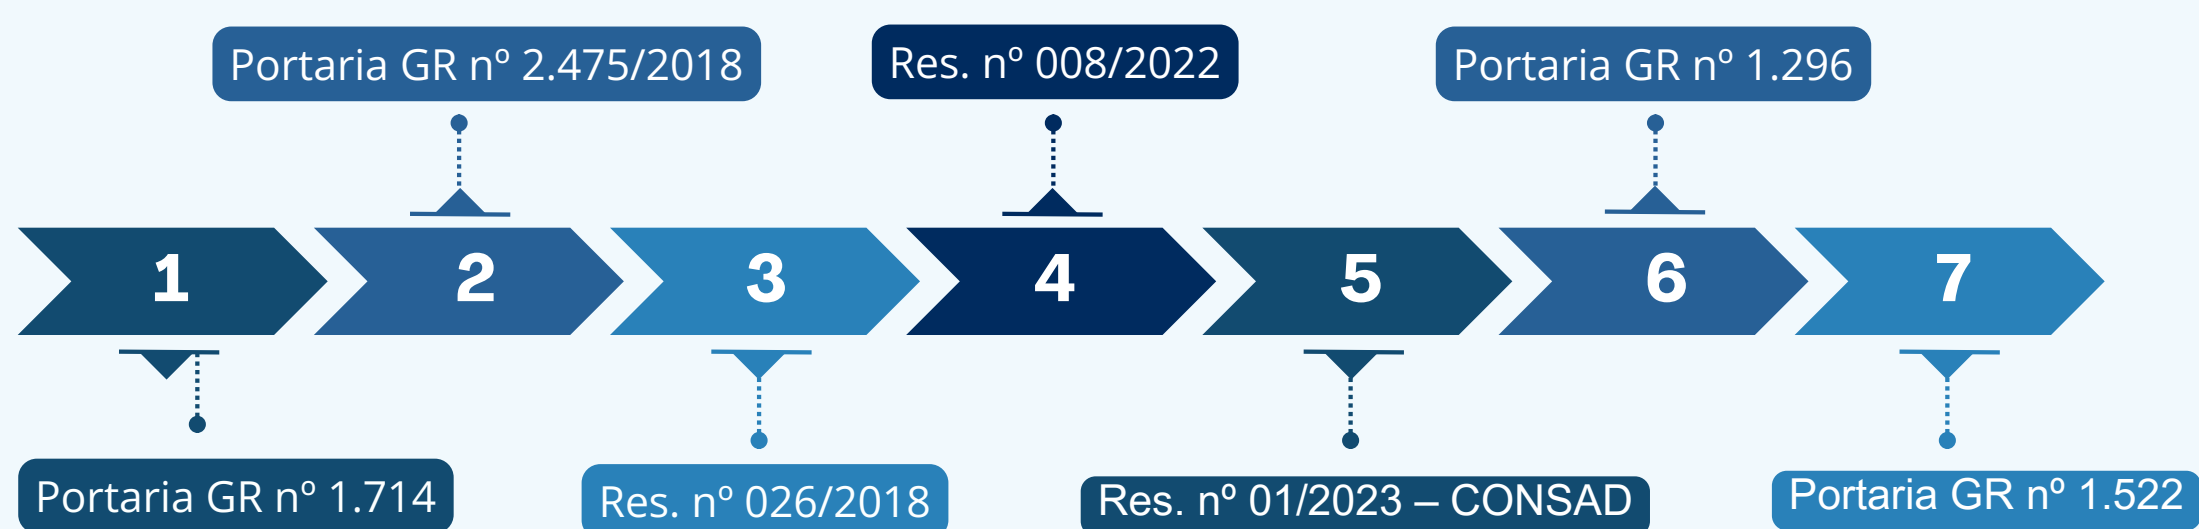 Portaria GR nº 2.475/2018
Res. nº 008/2022
Portaria GR nº 1.296
1
2
3
4
5
6
7
Portaria GR nº 1.714
Res. nº 026/2018
Res. nº 01/2023 – CONSAD
Portaria GR nº 1.522